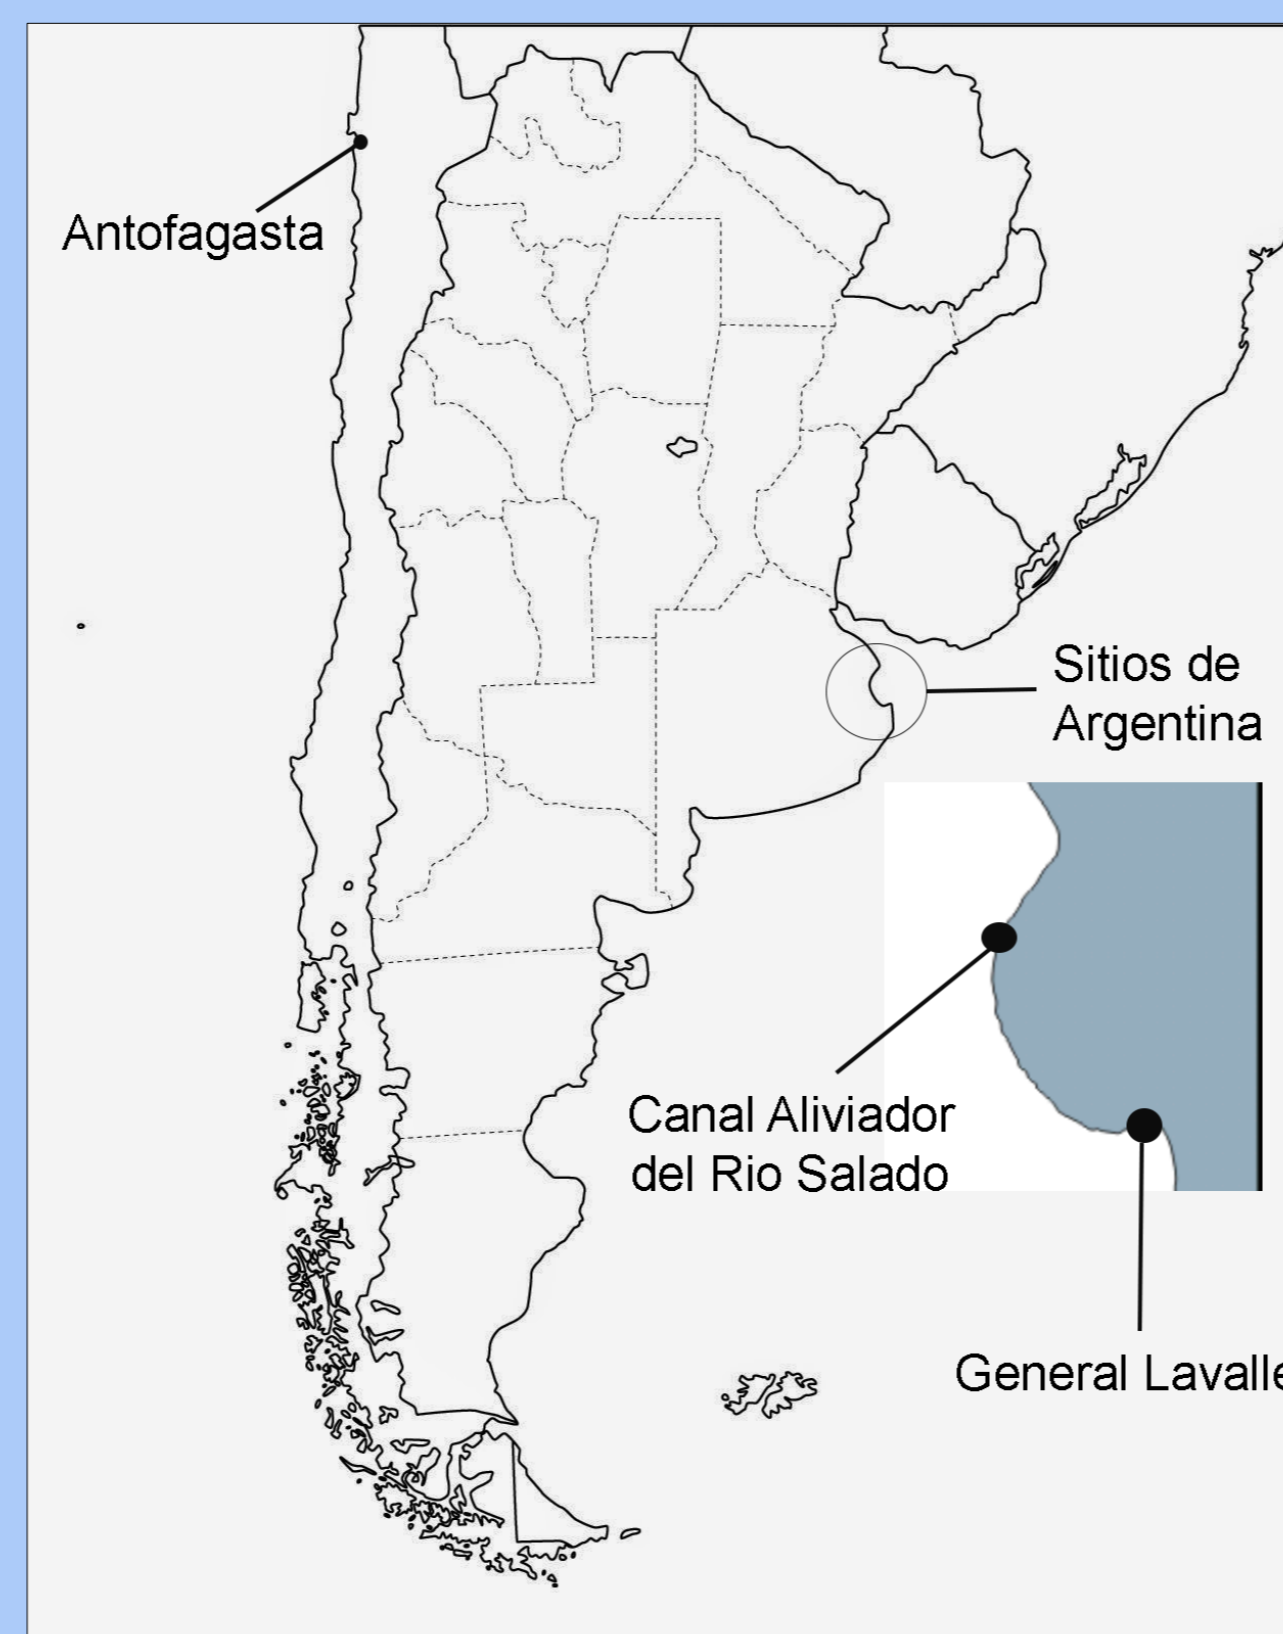 Antofagasta
Sitios de
Argentina
Canal Aliviador
del Rio Salado
General Lavalle